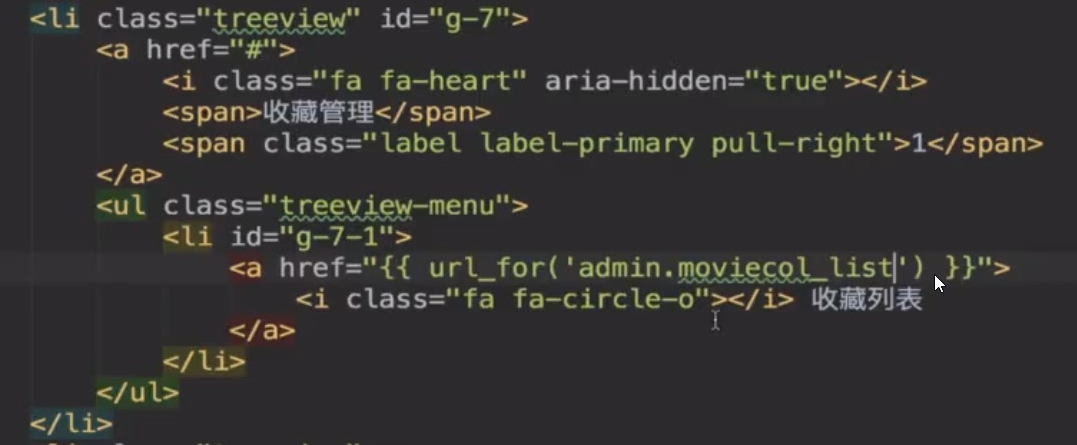 <li class="treeview" id="g-7">
<a href="#">
<i class="fa fa-heart" aria-hidden="true"></i>
<span>收藏管理</span>
<span class="label label-primary pull-right">1</span>
</a>
<ul class="treeview-menu">
<li id="g-7-1">
<a href="{{ url_for('admin.moviecol_list') }}">
<i class="fa fa-circle-o"></i> 收藏列表
</a>
</li>
</ul>
</li>